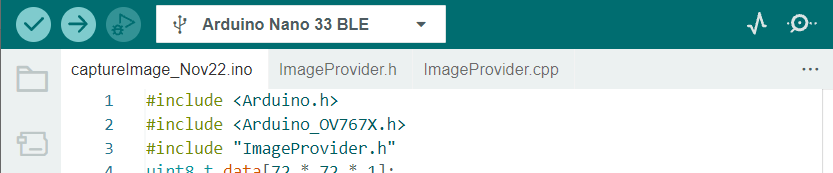 Arduino Nano 33 BLE
captureImage_Nov22.ino ImageProvider.h ImageProvider.cpp
1 #include <Arduino.h>
2 #include <Arduino_OV767X.h>
3 #include "ImageProvider.h"
4 uint8_t data[72 * 72 * 1];